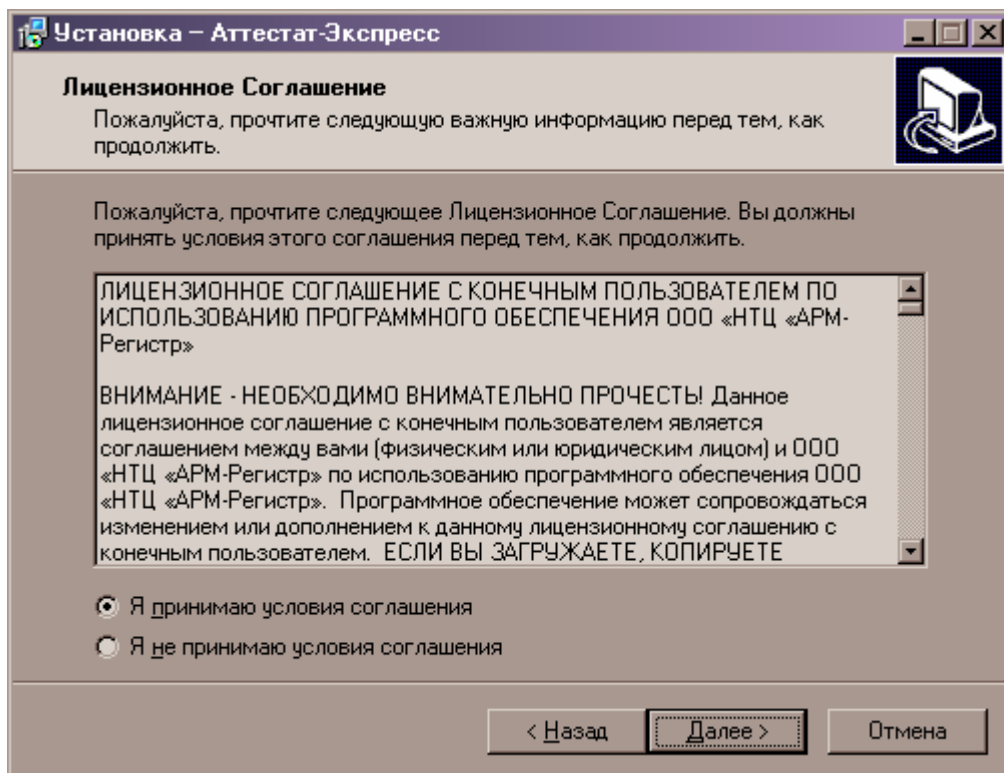 Установка – Аттестат-Экспресс
Лицензионное Соглашение
Пожалуйста, прочтите следующую важную информацию перед тем, как
продолжить.
Пожалуйста, прочтите следующее Лицензионное Соглашение. Вы должны
принять условия этого соглашения перед тем, как продолжить.
ЛИЦЕНЗИОННОЕ СОГЛАШЕНИЕ С КОНЕЧНЫМ ПОЛЬЗОВАТЕЛЕМ ПО
ИСПОЛЬЗОВАНИЮ ПРОГРАММНОГО ОБЕСПЕЧЕНИЯ ООО «НТЦ «АРМ-
Регистр»
ВНИМАНИЕ - НЕОБХОДИМО ВНИМАТЕЛЬНО ПРОЧЕСТЬ! Данное
лицензионное соглашение с конечным пользователем является
соглашением между вами (физическим или юридическим лицом) и ООО
«НТЦ «АРМ-Регистр» по использованию программного обеспечения ООО
«НТЦ «АРМ-Регистр».  Программное обеспечение может сопровождаться
изменением или дополнением к данному лицензионному соглашению с
конечным пользователем.  ЕСЛИ ВЫ ЗАГРУЖАЕТЕ, КОПИРУЕТЕ
Я принимаю условия соглашения
Я не принимаю условия соглашения
< Назад
Далее >
Отмена